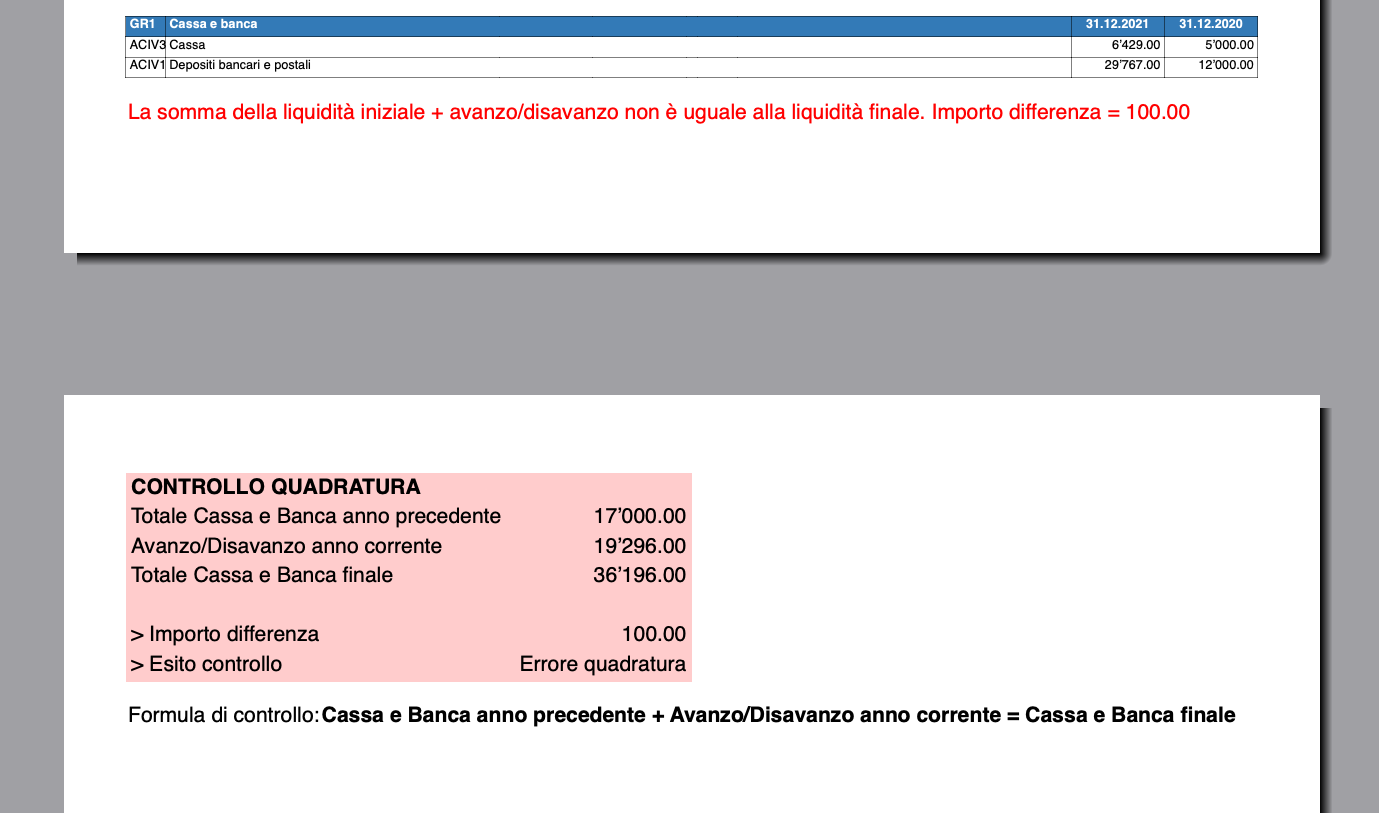 GR1 Cassa e banca 31.12.2021 31.12.2020
ACIV3 Cassa 6’429.00 5’000.00
ACIV1 Depositi bancari e postali 29’767.00 12’000.00
La somma della liquidità iniziale + avanzo/disavanzo non è uguale alla liquidità finale. Importo differenza = 100.00
CONTROLLO QUADRATURA
Totale Cassa e Banca anno precedente 17’000.00
Avanzo/Disavanzo anno corrente 19’296.00
Totale Cassa e Banca finale 36’196.00
> Importo differenza 100.00
> Esito controllo Errore quadratura
Formula di controllo: Cassa e Banca anno precedente + Avanzo/Disavanzo anno corrente = Cassa e Banca finale